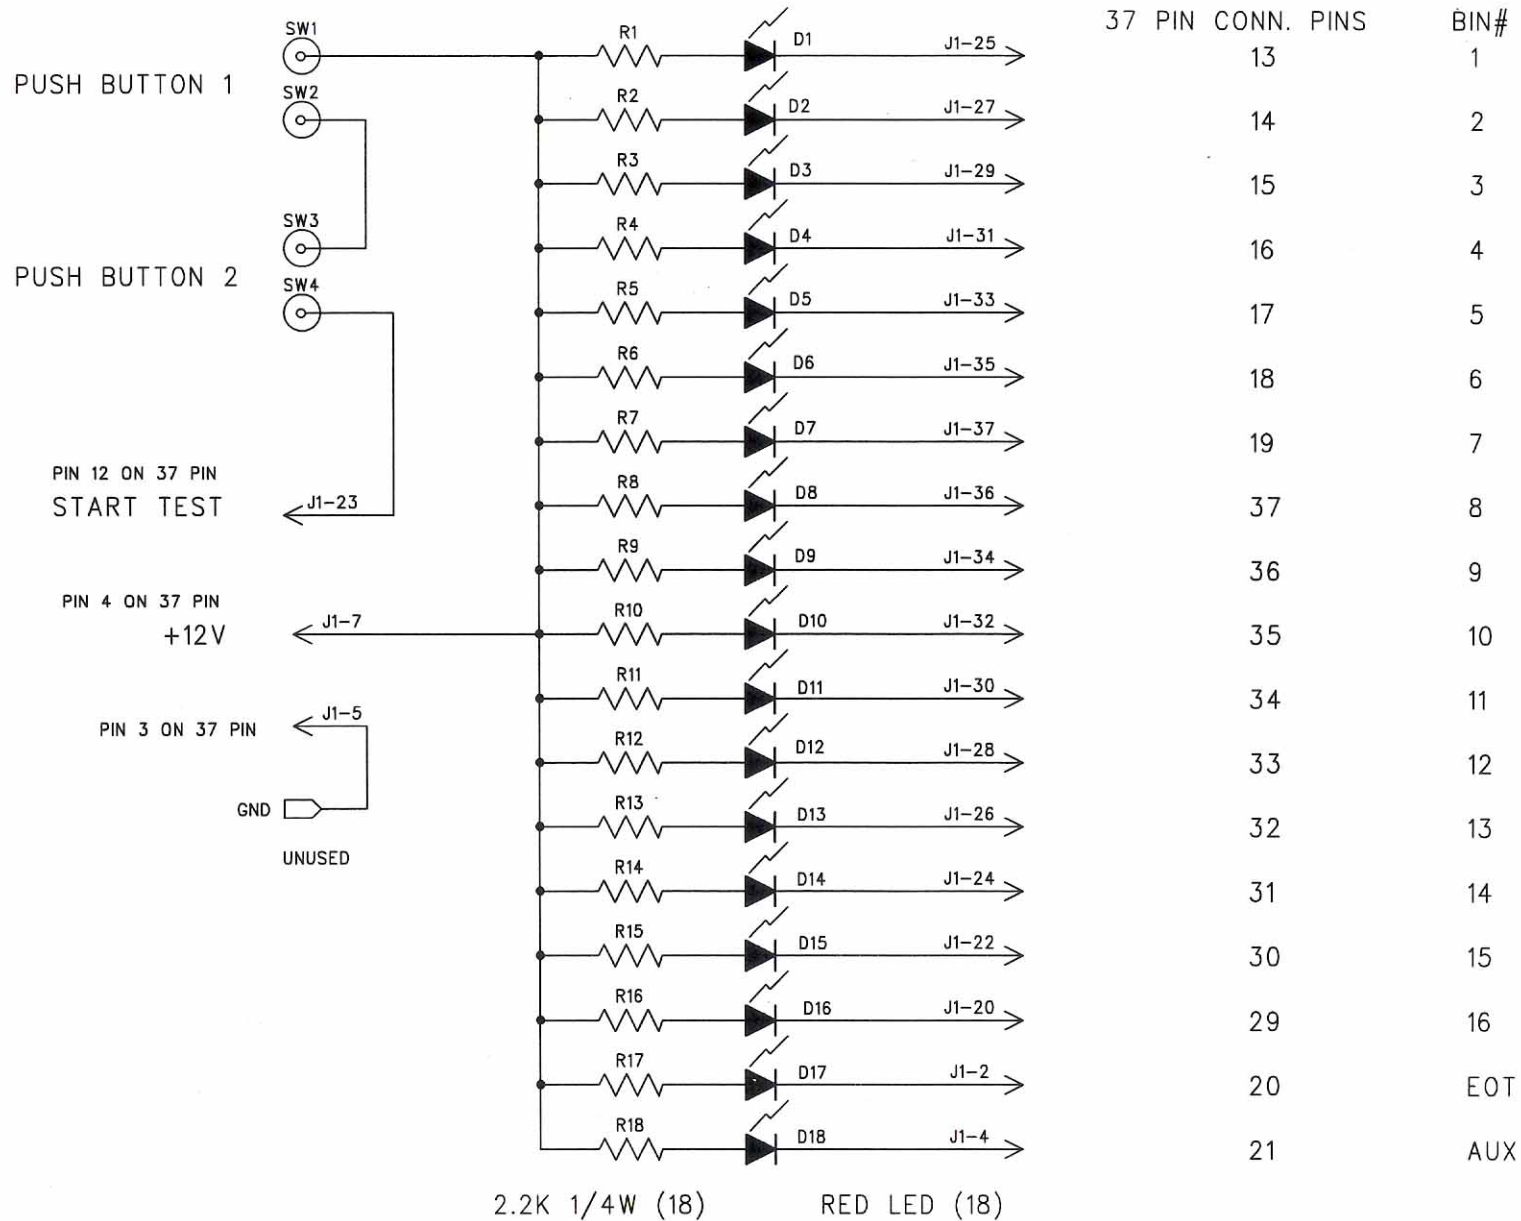 37 PIN CONN. PINS BIN#
SW1 R1 D1 J1-25 13 1
PUSH BUTTON 1
SW2 R2 D2 J1-27 14 2
R3 D3 J1-29 15 3
SW3 R4 D4 J1-31 16 4
PUSH BUTTON 2
SW4 R5 D5 J1-33 17 5
R6 D6 J1-35 18 6
R7 D7 J1-37 19 7
PIN 12 ON 37 PIN
START TEST J1-23 R8 D8 J1-36 37 8
R9 D9 J1-34 36 9
PIN 4 ON 37 PIN
+12V J1-7 R10 D10 J1-32 35 10
R11 D11 J1-30 34 11
PIN 3 ON 37 PIN J1-5
R12 D12 J1-28 33 12
GND R13 D13 J1-26 32 13
UNUSED
R14 D14 J1-24 31 14
R15 D15 J1-22 30 15
R16 D16 J1-20 29 16
R17 D17 J1-2 20 EOT
R18 D18 J1-4 21 AUX
2.2K 1/4W (18) RED LED (18)